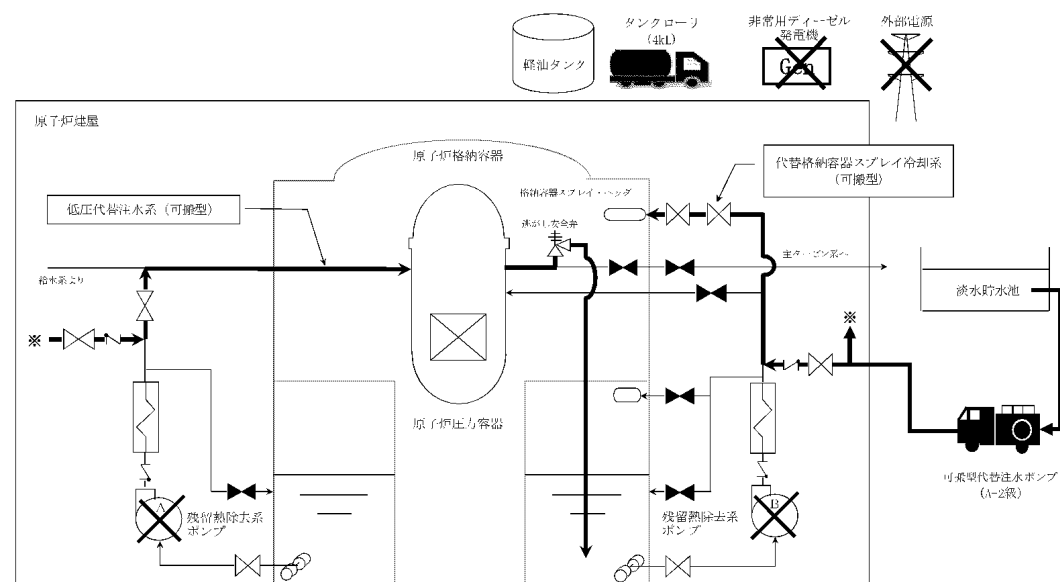 タンクローリ
(4kL)
非常用ディーゼル
発電機
外部電源
軽油タンク
Gen
原子炉建屋
原子炉格納容器
代替格納容器スプレイ冷却系
(可搬型)
格納容器スプレイ・ヘッダ
低圧代替注水系(可搬型)
逃がし安全弁
主タービン系へ
給水系より
淡水貯水池
※
※
原子炉圧力容器
可搬型代替注水ポンプ
(A-2級)
A
残留熱除去系
ポンプ
残留熱除去系
ポンプ
B